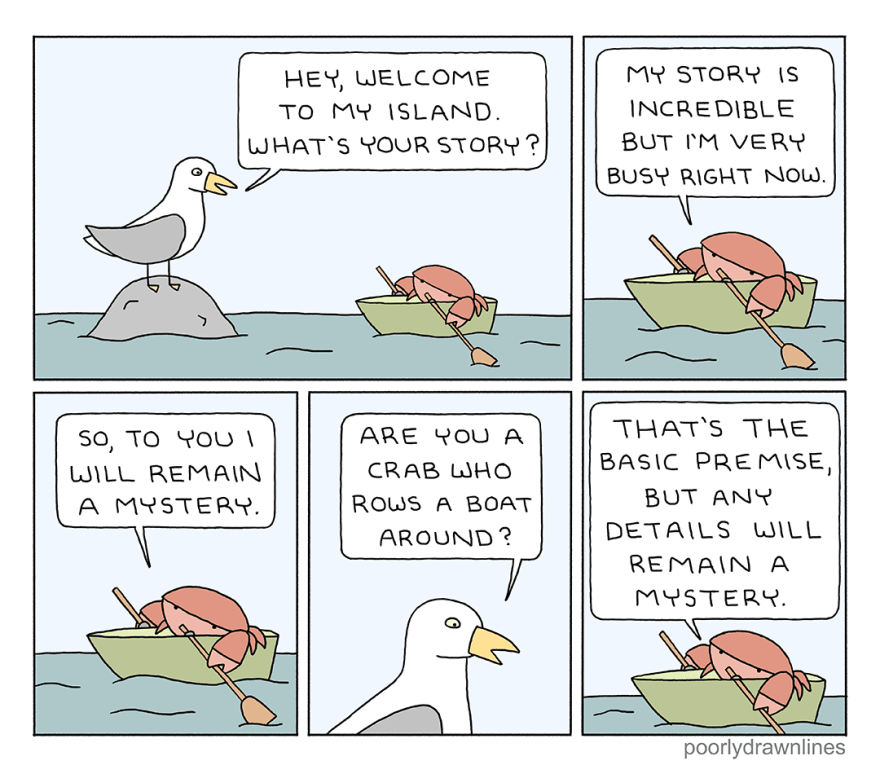 HEY, WELCOME
TO MY ISLAND.
WHAT'S YOUR STORY?
MY STORY IS
INCREDIBLE
BUT I'M VERY
BUSY RIGHT NOW.
SO, TO YOU I
WILL REMAIN
A MYSTERY.
ARE YOU A
CRAB WHO
ROWS A BOAT
AROUND?
THAT'S THE
BASIC PREMISE,
BUT ANY
DETAILS WILL
REMAIN A
MYSTERY.
poorlydrawnlines